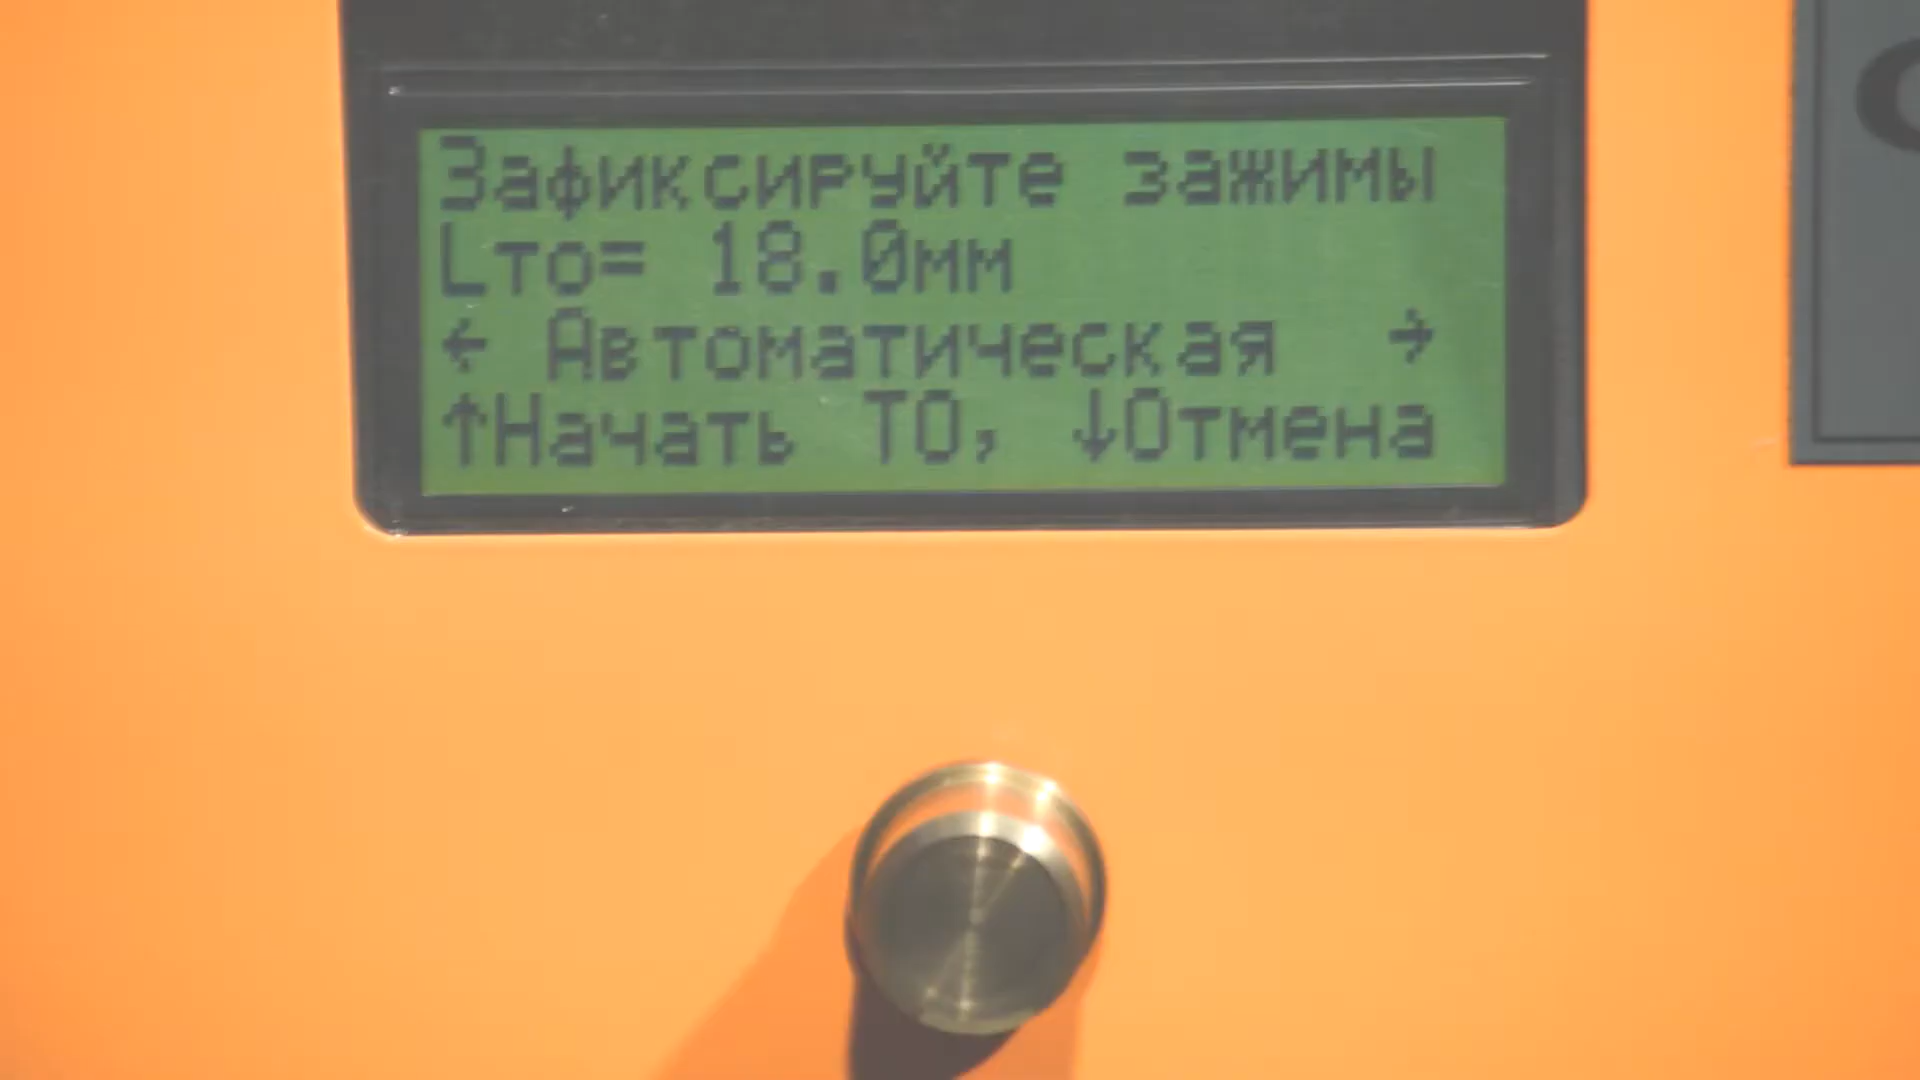 Зафиксируйте зажимы
Lто= 18.0мм
← Автоматическая →
↑Начать ТО, ↓Отмена